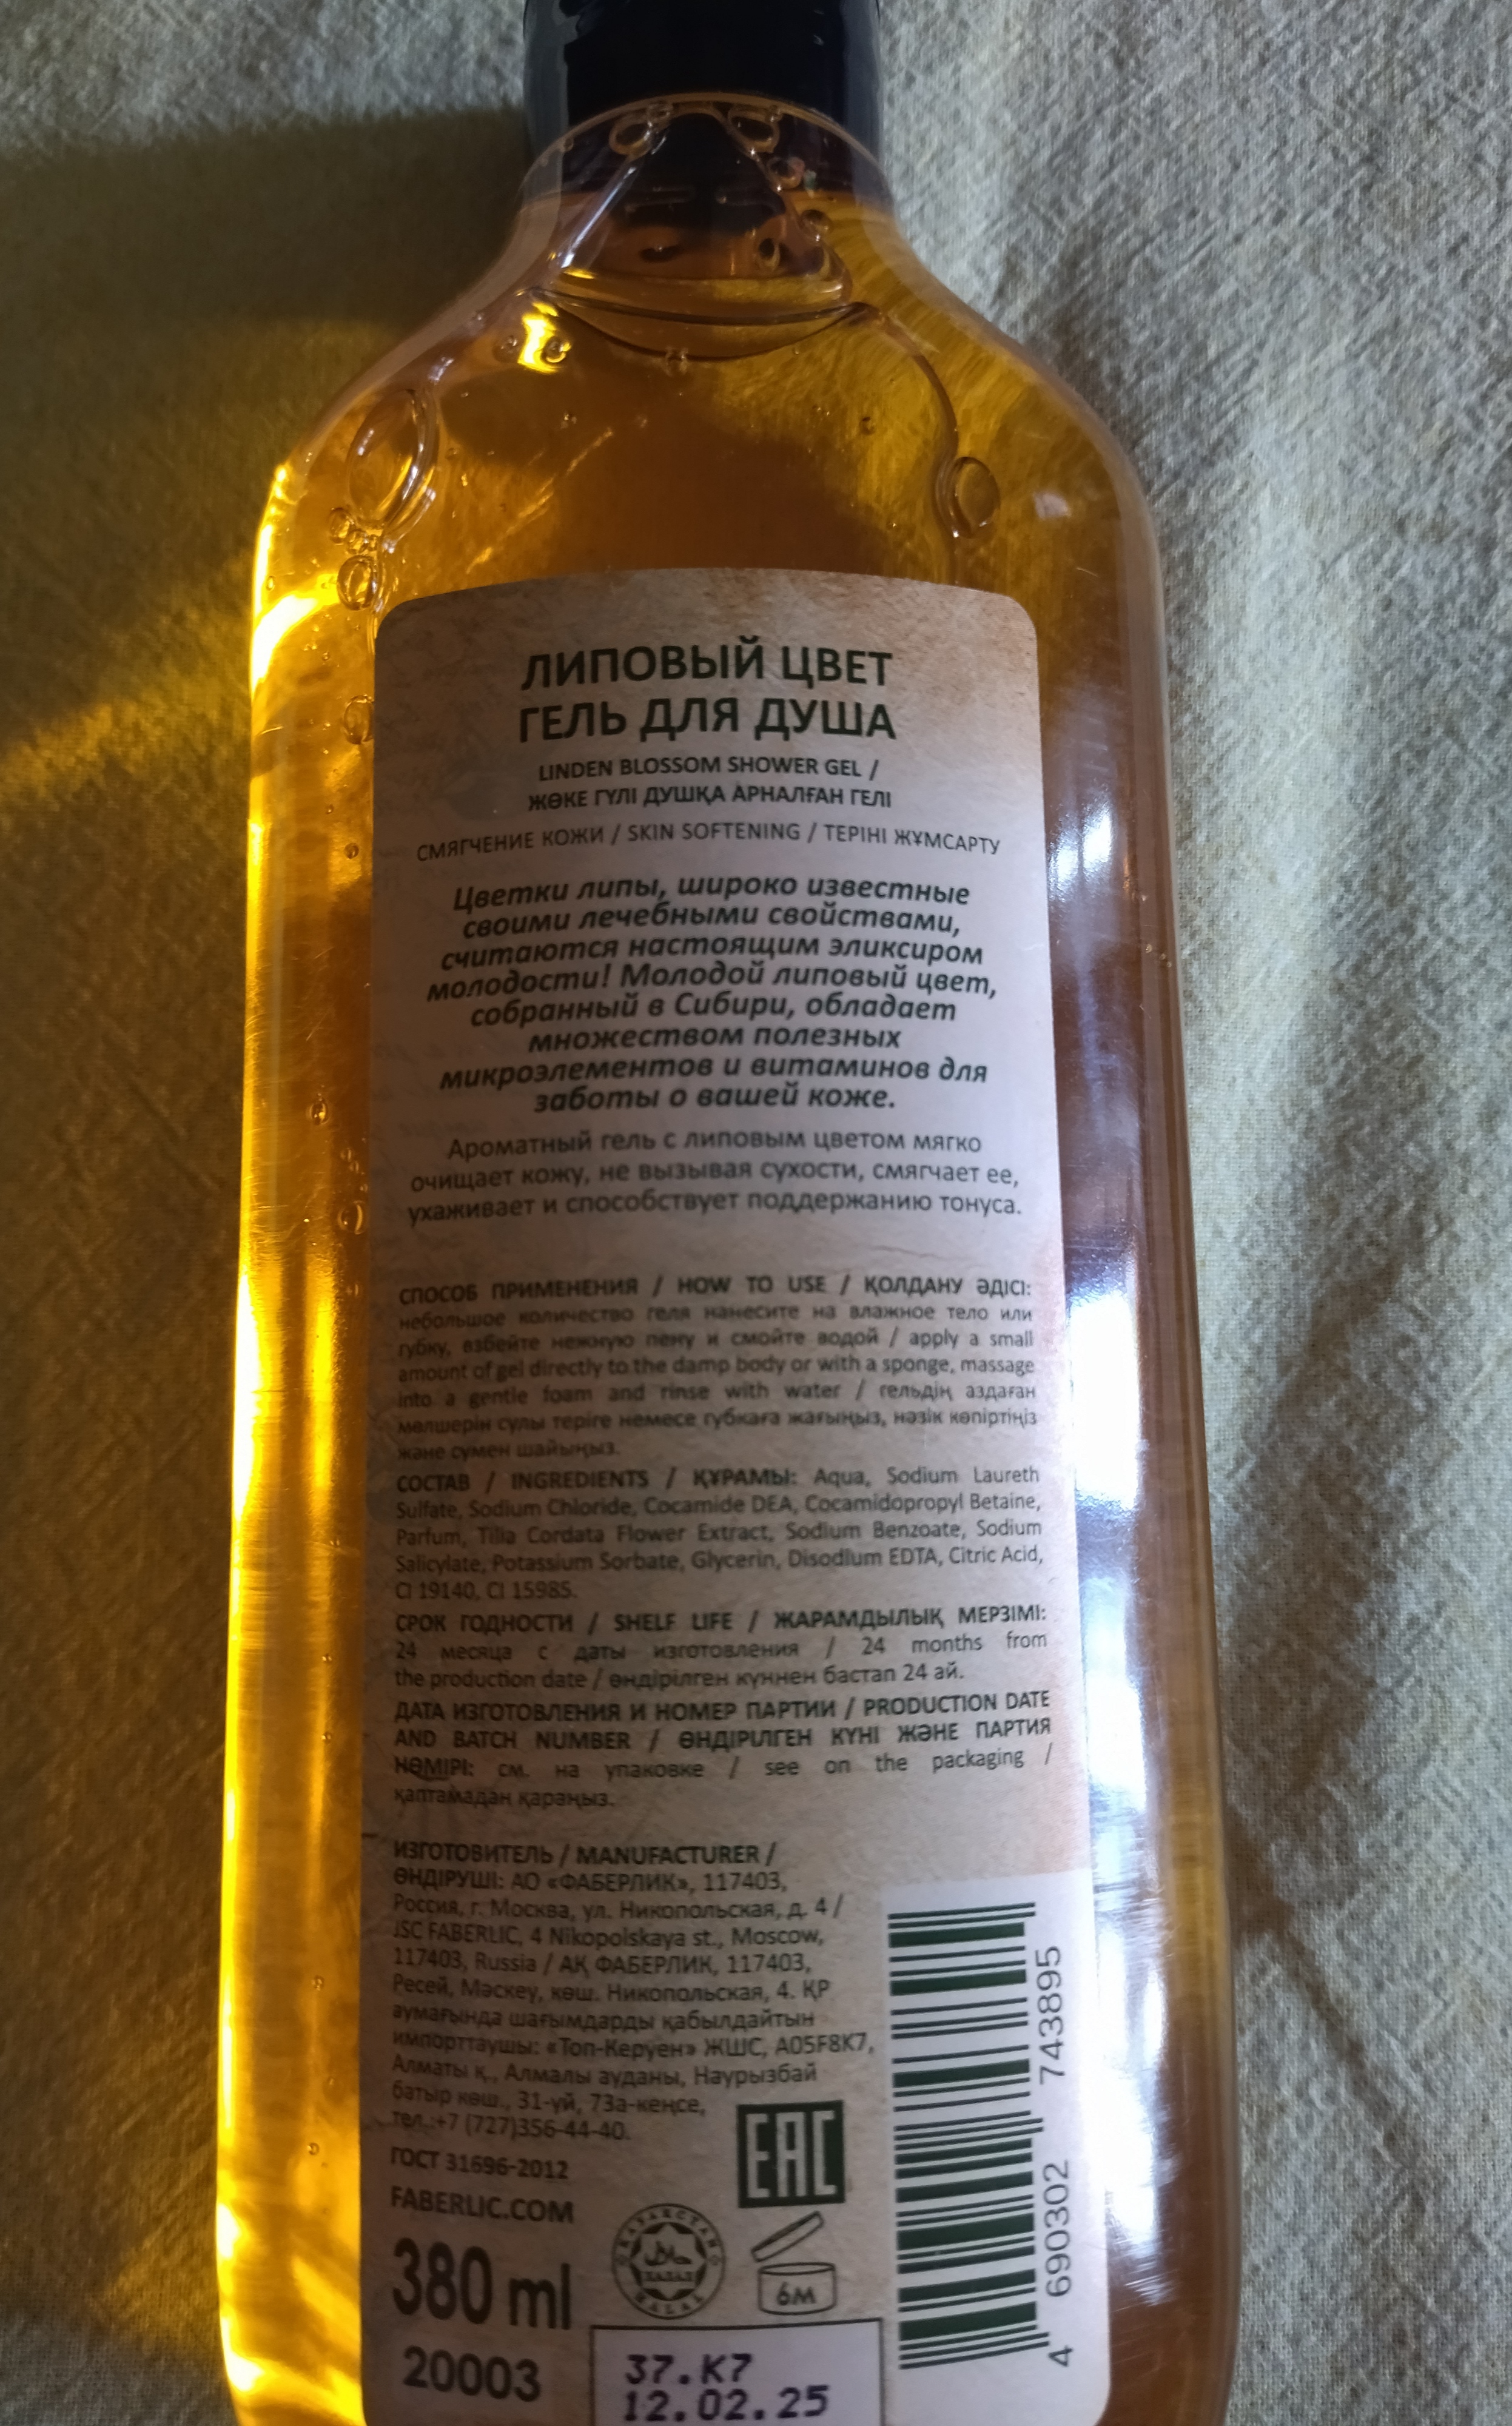 ЛИПОВЫЙ ЦВЕТ
ГЕЛЬ ДЛЯ ДУША
LINDEN BLOSSOM SHOWER GEL /
ЖӨКЕ ГҮЛІ ДУШҚА АРНАЛҒАН ГЕЛІ
СМЯГЧЕНИЕ КОЖИ / SKIN SOFTENING / ТЕРІНІ ЖҰМСАРТУ
Цветки липы, широко известные
своими лечебными свойствами,
считаются настоящим эликсиром
молодости! Молодой липовый цвет,
собранный в Сибири, обладает
множеством полезных
микроэлементов и витаминов для
заботы о вашей коже.
Ароматный гель с липовым цветом мягко
очищает кожу, не вызывая сухости, смягчает ее,
ухаживает и способствует поддержанию тонуса.
СПОСОБ ПРИМЕНЕНИЯ / HOW TO USE / ҚОЛДАНУ ӘДІСІ:
небольшое количество геля нанесите на влажное тело или
губку, взбейте нежную пену и смойте водой / apply a small
amount of gel directly to the damp body or with a sponge, massage
into a gentle foam and rinse with water / гельдің аздаған
мөлшерін сулы теріге немесе губкаға жағыңыз, нәзік көпіртіңіз
және сумен шайыңыз.
СОСТАВ / INGREDIENTS / ҚҰРАМЫ: Aqua, Sodium Laureth
Sulfate, Sodium Chloride, Cocamide DEA, Cocamidopropyl Betaine,
Parfum, Tilia Cordata Flower Extract, Sodium Benzoate, Sodium
Salicylate, Potassium Sorbate, Glycerin, Disodium EDTA, Citric Acid,
CI 19140, CI 15985.
СРОК ГОДНОСТИ / SHELF LIFE / ЖАРАМДЫЛЫҚ МЕРЗІМІ:
24 месяца с даты изготовления / 24 months from
the production date / өндірілген күннен бастап 24 ай.
ДАТА ИЗГОТОВЛЕНИЯ И НОМЕР ПАРТИИ / PRODUCTION DATE
AND BATCH NUMBER / ӨНДІРІЛГЕН КҮНІ ЖӘНЕ ПАРТИЯ
НӨМІРІ: см. на упаковке / see on the packaging /
қаптамадан қараңыз.
ИЗГОТОВИТЕЛЬ / MANUFACTURER /
ӨНДІРУШІ: АО «ФАБЕРЛИК», 117403,
Россия, г. Москва, ул. Никопольская, д. 4 /
JSC FABERLIC, 4 Nikopolskaya st., Moscow,
117403, Russia / АҚ ФАБЕРЛИК, 117403,
Ресей, Мәскеу, көш. Никопольская, 4. ҚР
аумағында шағымдарды қабылдайтын
импорттаушы: «Топ-Керуен» ЖШС, A05F8K7,
Алматы қ., Алмалы ауданы, Наурызбай
батыр көш., 31-үй, 73а-кеңсе,
тел.:+7 (727)356-44-40.
ГОСТ 31696-2012
FABERLIC.COM
EAC
380 ml
ХАЛАЛ
HALAL
6M
20003
37.K7
12.02.25
4 690302 743895